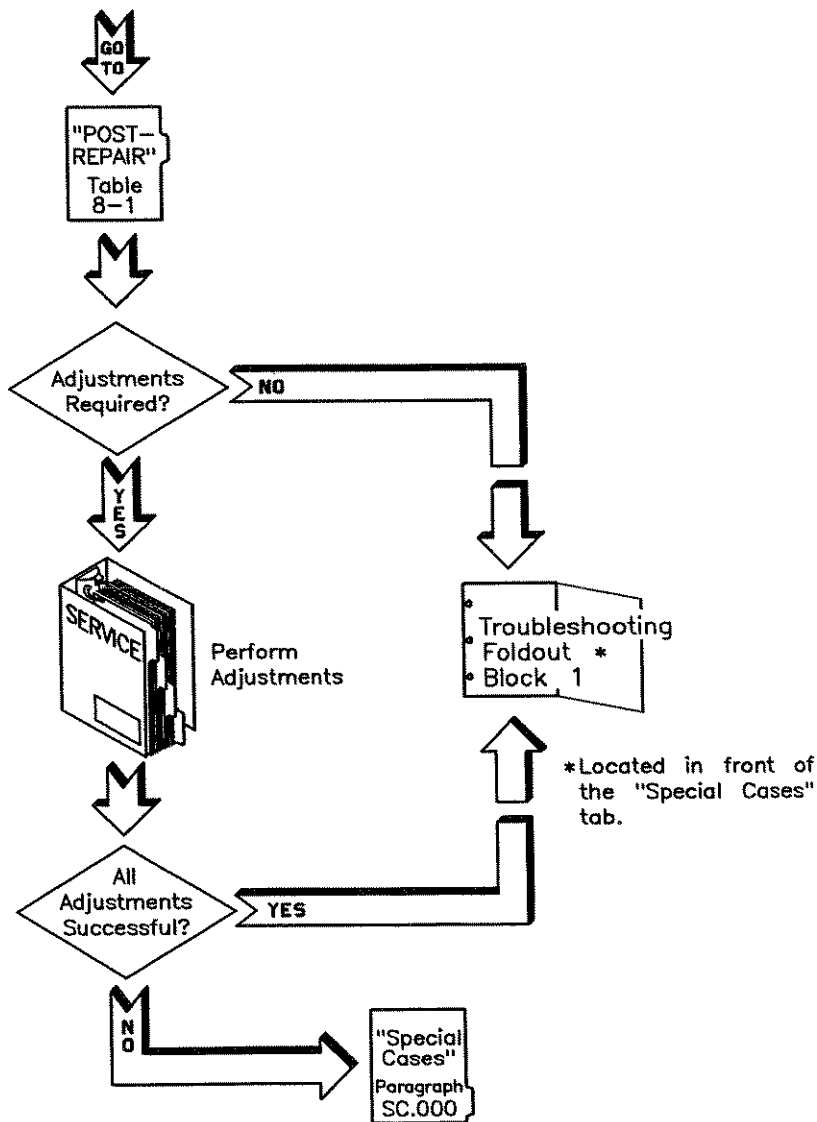 GO
TO
"POST-
REPAIR"
Table
8-1
Adjustments
Required?
NO
YES
SERVICE
Perform
Adjustments
Troubleshooting
Foldout *
Block 1
*Located in front of
the "Special Cases"
tab.
All
Adjustments
Successful?
YES
NO
"Special
Cases"
Paragraph
SC.000